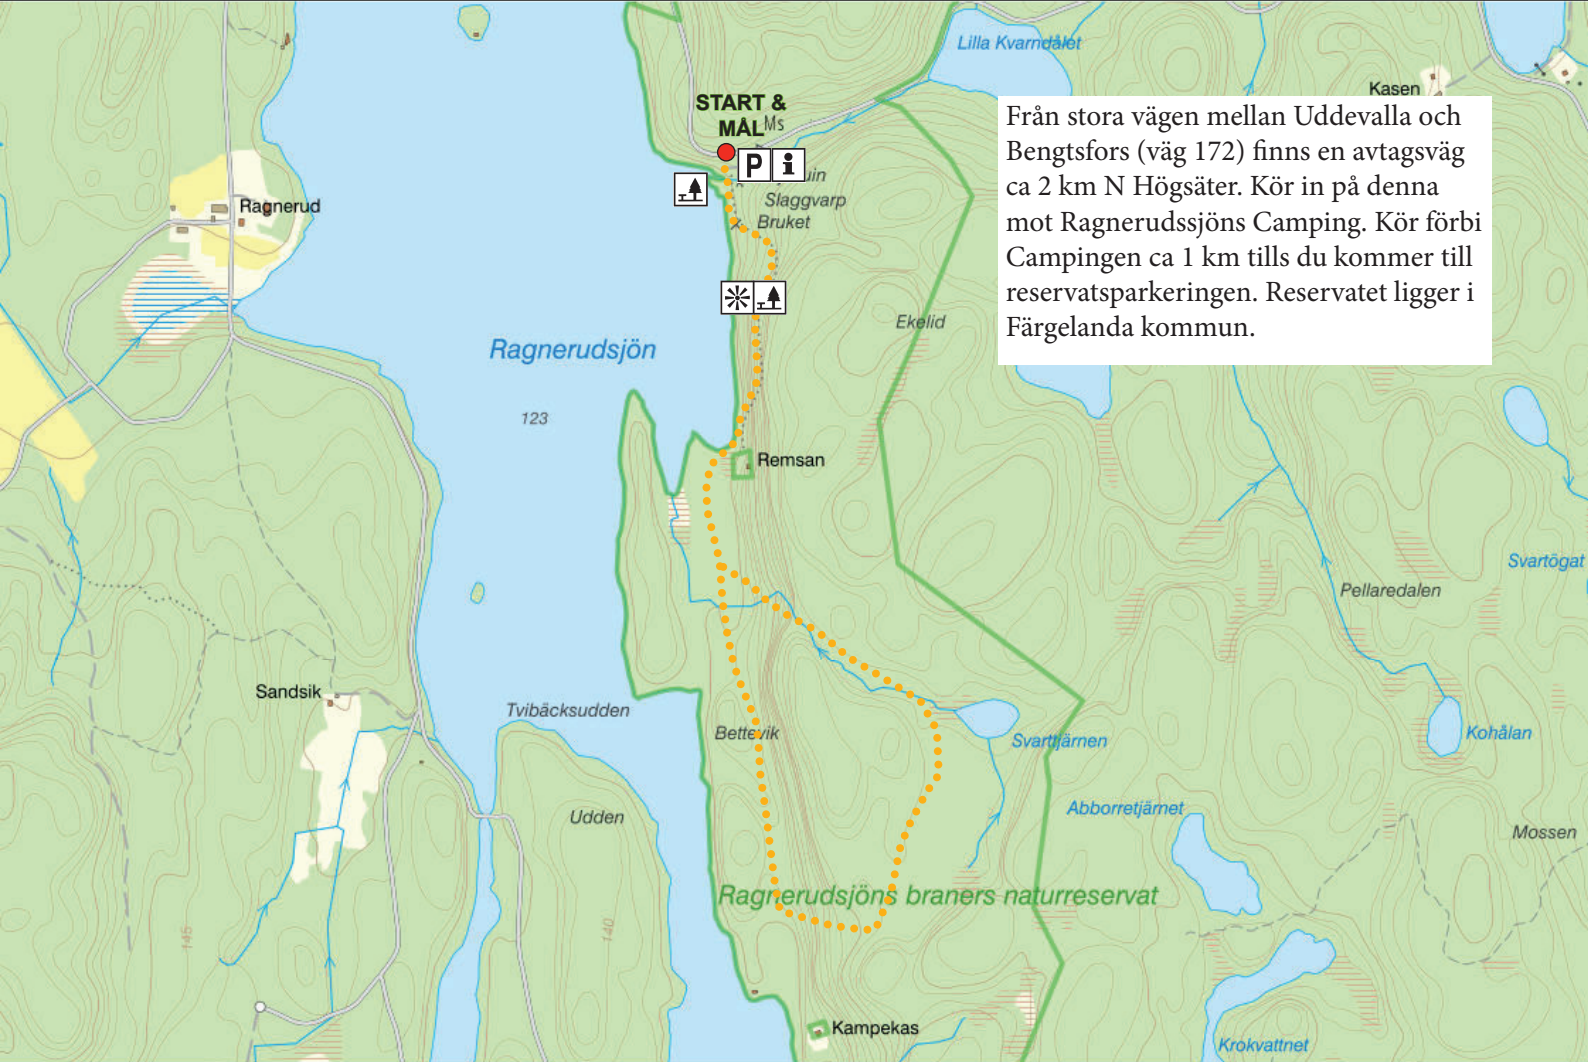 Lilla Kvarndålet
Kasen
START &
MÅL
Ms
P i
Slaggvarp
Bruket
Ragnerud
Från stora vägen mellan Uddevalla och
Bengtsfors (väg 172) finns en avtagsväg
ca 2 km N Högsäter. Kör in på denna
mot Ragnerudssjöns Camping. Kör förbi
Campingen ca 1 km tills du kommer till
reservatsparkeringen. Reservatet ligger i
Färgelanda kommun.
Ekelid
Ragnerudsjön
123
Remsan
Svartögat
Pellaredalen
Sandsik
Tvibäcksudden
Bettevik
Svarttjärnen
Kohålan
Abborretjärnet
Udden
Mossen
Ragnerudsjöns braners naturreservat
145
140
Kampekas
Krokvattnet